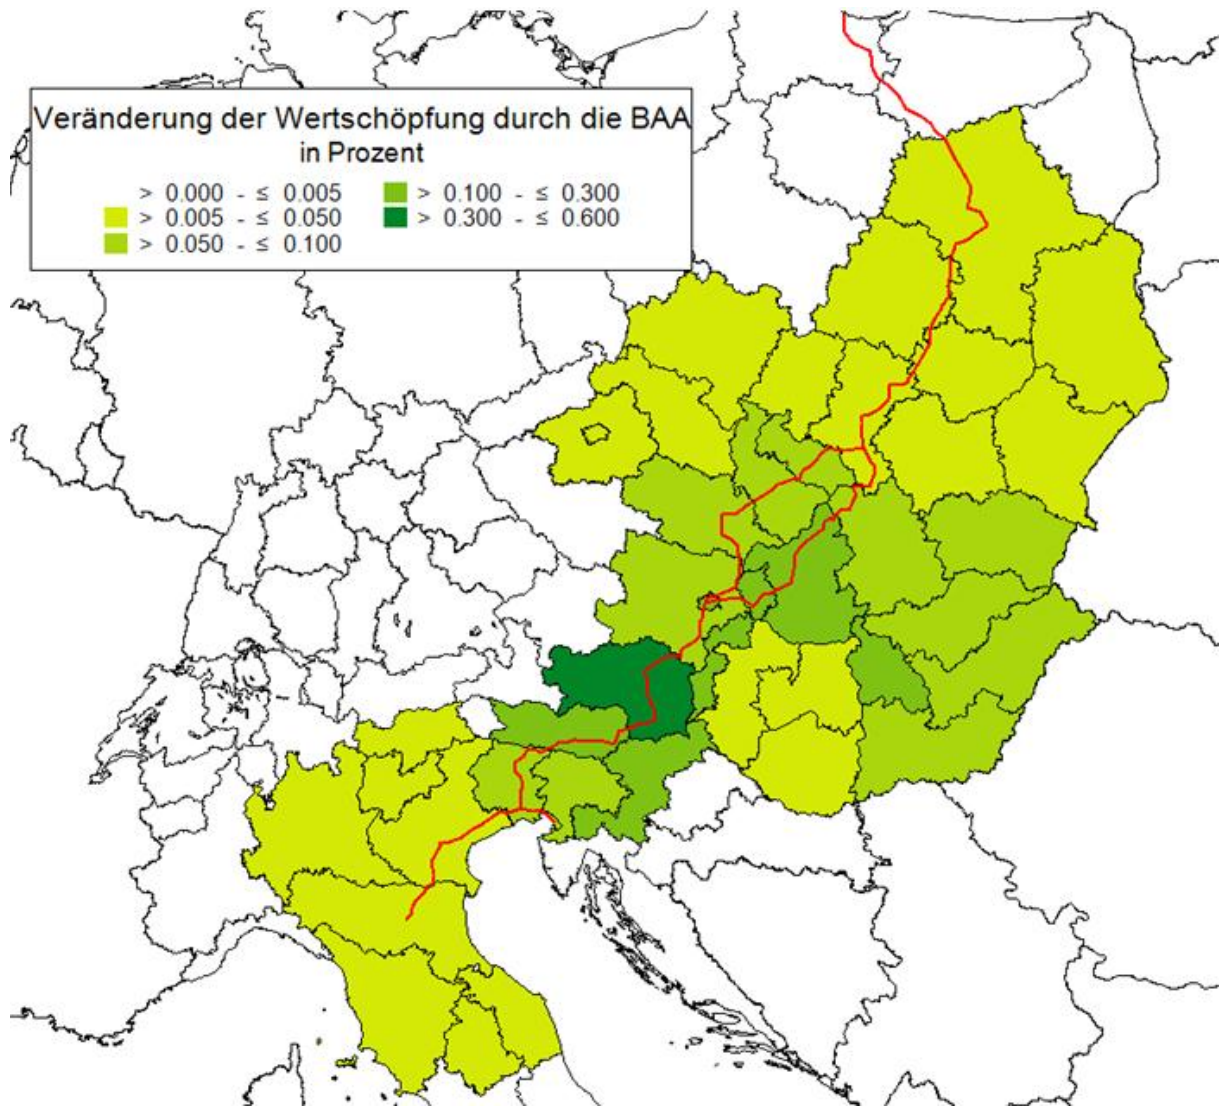 Veränderung der Wertschöpfung durch die BAA
in Prozent
> 0.000 - ≤ 0.005
> 0.005 - ≤ 0.050
> 0.050 - ≤ 0.100
> 0.100 - ≤ 0.300
> 0.300 - ≤ 0.600